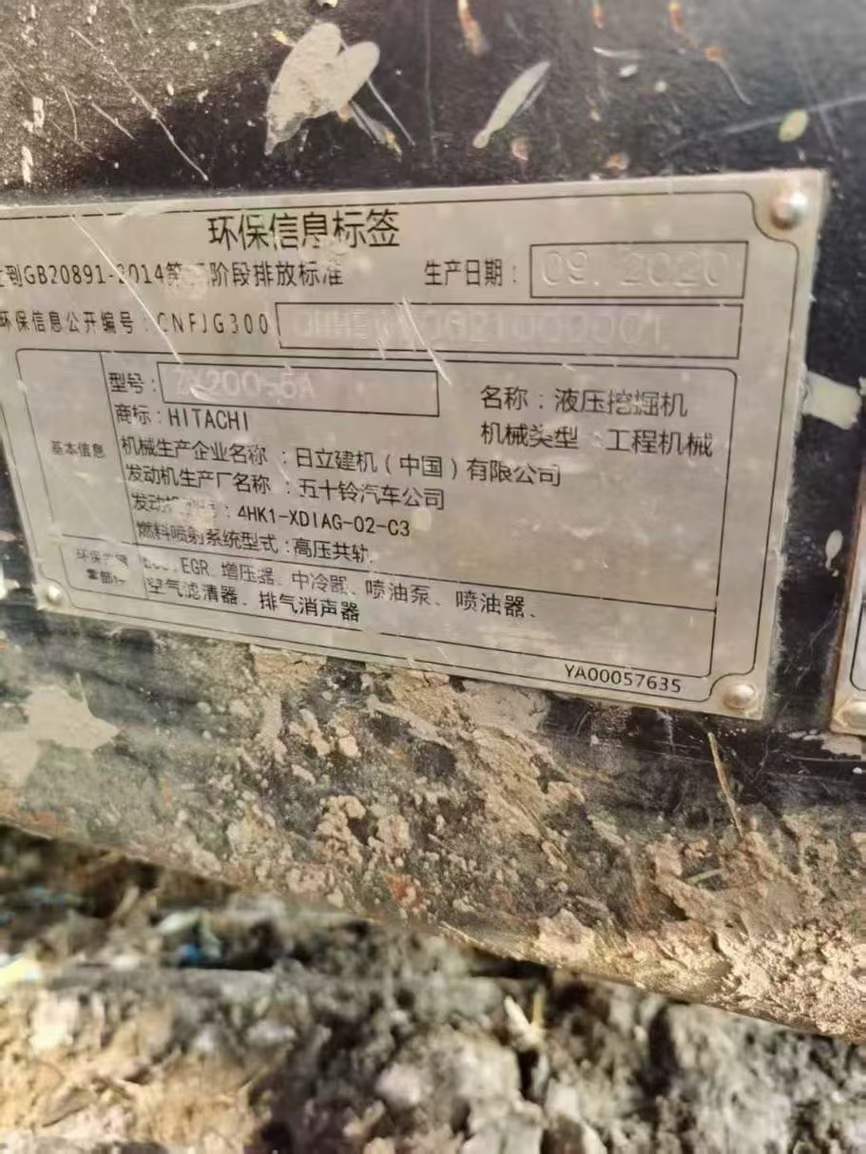 环保信息标签
到GB20891-2014第 阶段排放标准 生产日期: 09. 2020
环保信息公开编号: CNFJG300
型号: 200-5A 名称: 液压挖掘机
商标: HITACHI 机械类型: 工程机械
基本信息
机械生产企业名称: 日立建机(中国)有限公司
发动机生产厂名称: 五十铃汽车公司
发动机 : 4HK1-XDIAG-02-C3
燃料喷射系统型式: 高压共轨
EGR、增压器、中冷器、喷油泵、喷油器、
空气滤清器、排气消声器
YA00057635